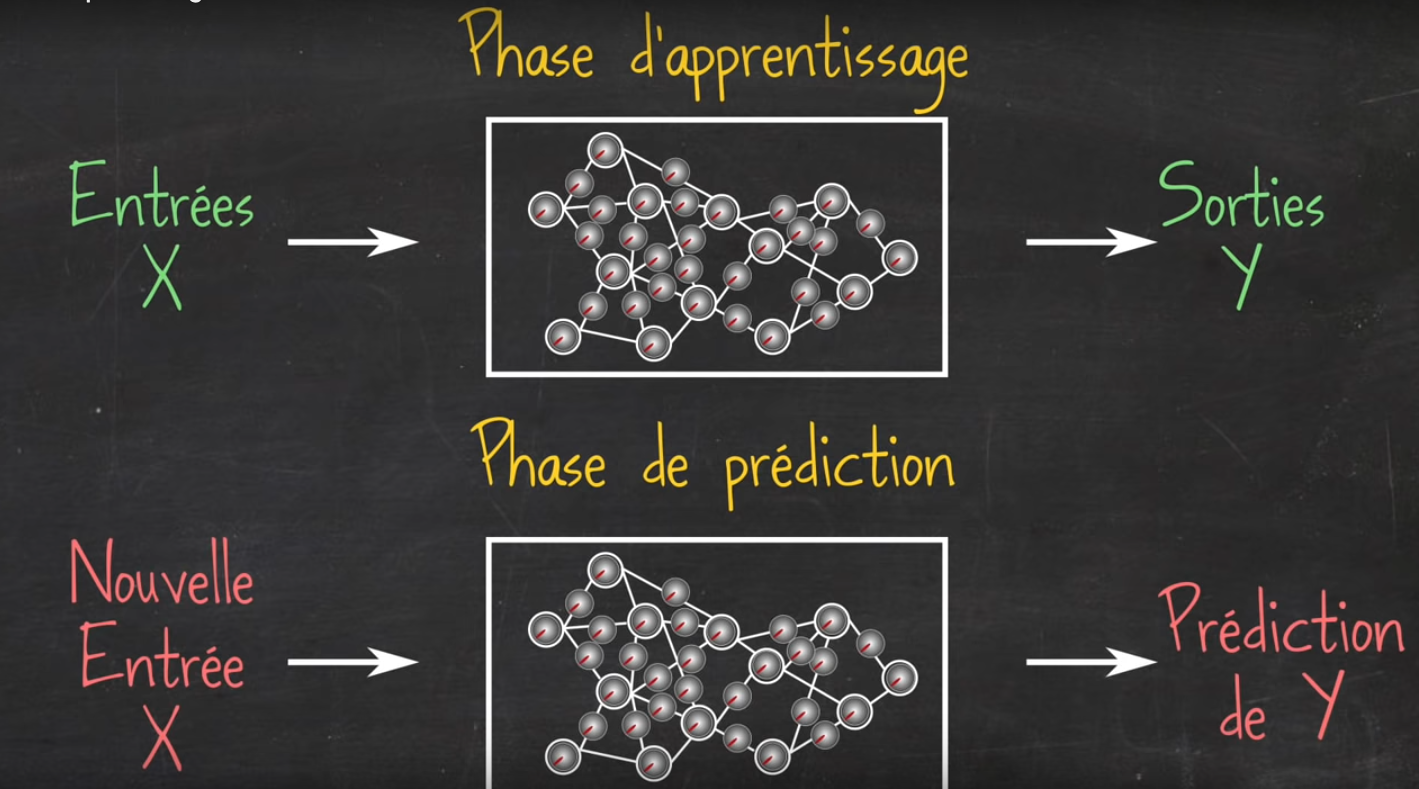 Phase d'apprentissage
Entrées
X
Sorties
Y
Phase de prédiction
Nouvelle
Entrée
X
Prédiction
de Y